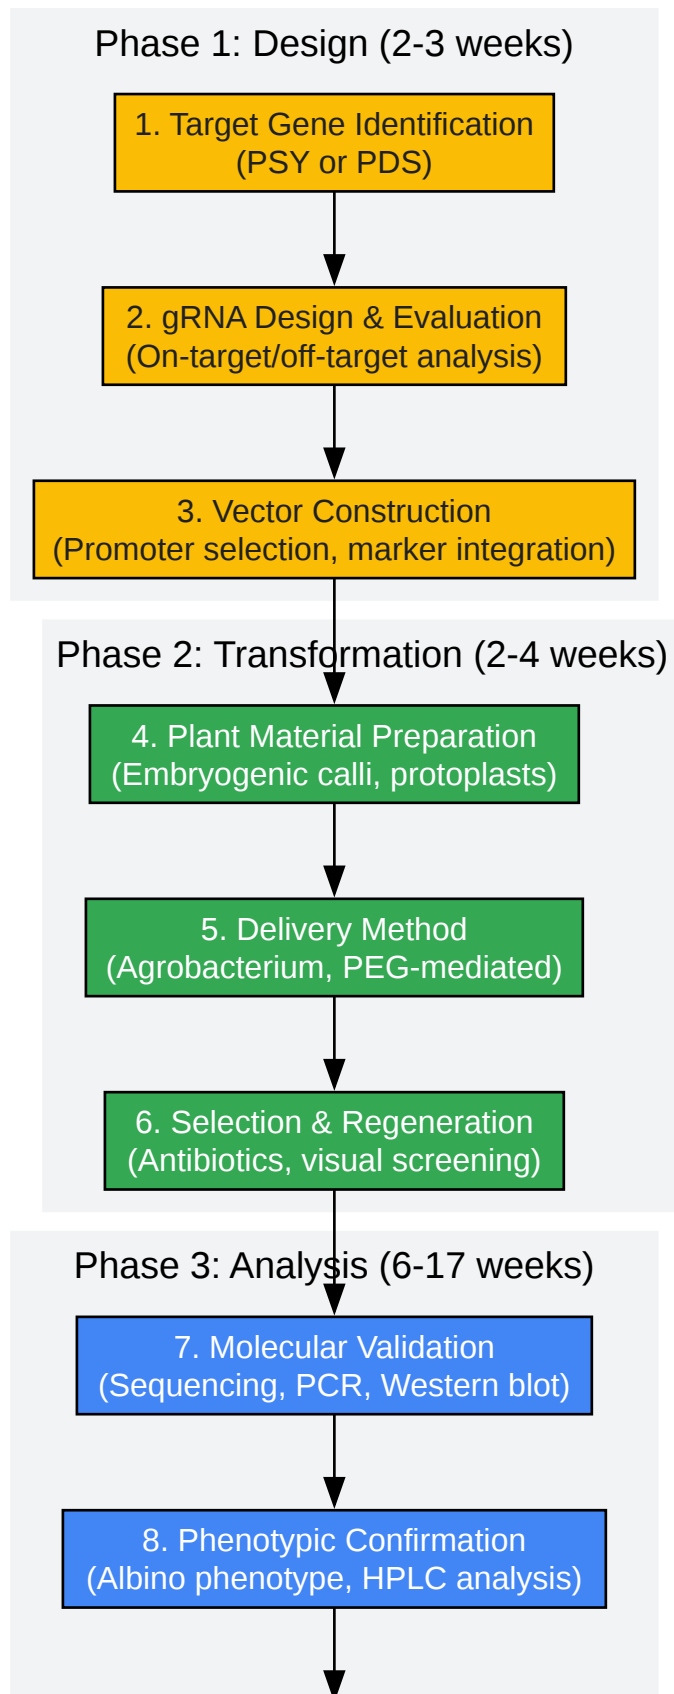 Phase 1: Design (2-3 weeks)
1. Target Gene Identification
(PSY or PDS)
2. gRNA Design & Evaluation
(On-target/off-target analysis)
3. Vector Construction
(Promoter selection, marker integration)
Phase 2: Transformation (2-4 weeks)
4. Plant Material Preparation
(Embryogenic calli, protoplasts)
5. Delivery Method
(Agrobacterium, PEG-mediated)
6. Selection & Regeneration
(Antibiotics, visual screening)
Phase 3: Analysis (6-17 weeks)
7. Molecular Validation
(Sequencing, PCR, Western blot)
8. Phenotypic Confirmation
(Albino phenotype, HPLC analysis)